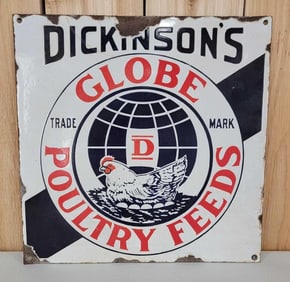 DICKINSON'S
GLOBE
TRADE MARK
D
POULTRY FEEDS